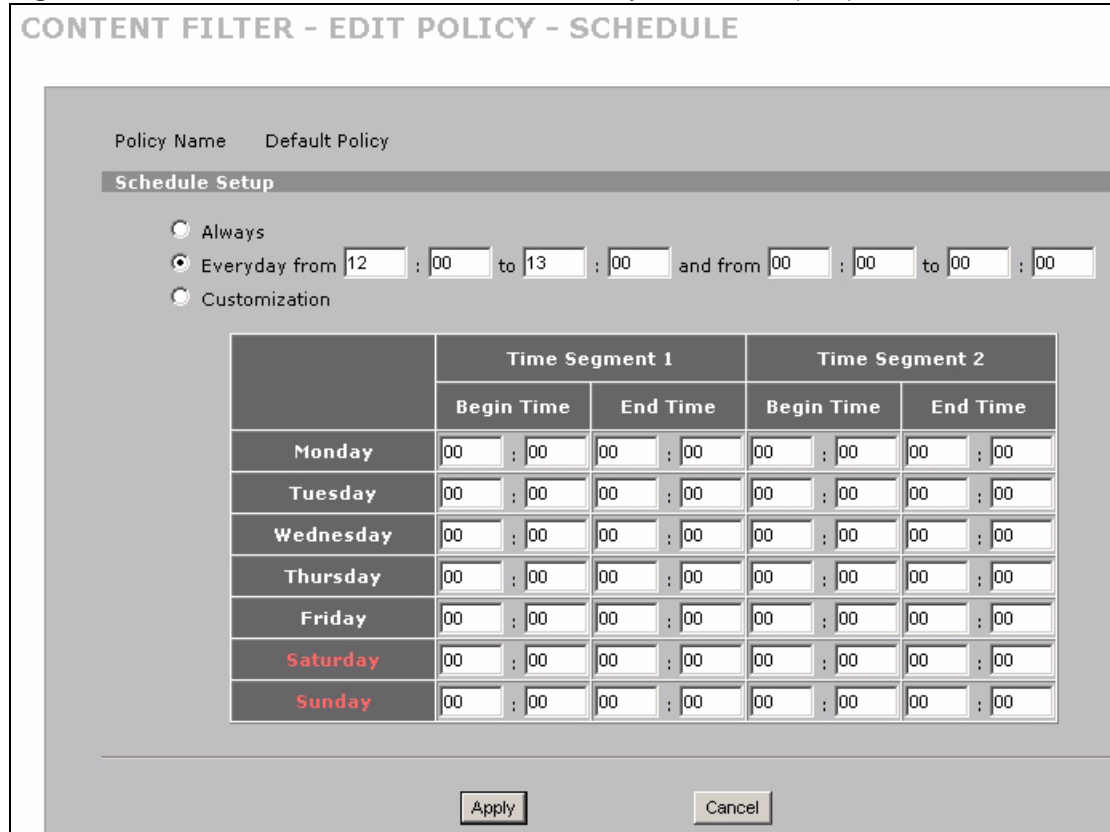 CONTENT FILTER - EDIT POLICY - SCHEDULE
Policy Name Default Policy
Schedule Setup
Always
Everyday from 12 : 00 to 13 : 00 and from 00 : 00 to 00 : 00
Customization
Time Segment 1 Time Segment 2
Begin Time End Time Begin Time End Time
Monday 00 : 00 00 : 00 00 : 00 00 : 00
Tuesday 00 : 00 00 : 00 00 : 00 00 : 00
Wednesday 00 : 00 00 : 00 00 : 00 00 : 00
Thursday 00 : 00 00 : 00 00 : 00 00 : 00
Friday 00 : 00 00 : 00 00 : 00 00 : 00
Saturday 00 : 00 00 : 00 00 : 00 00 : 00
Sunday 00 : 00 00 : 00 00 : 00 00 : 00
Apply Cancel